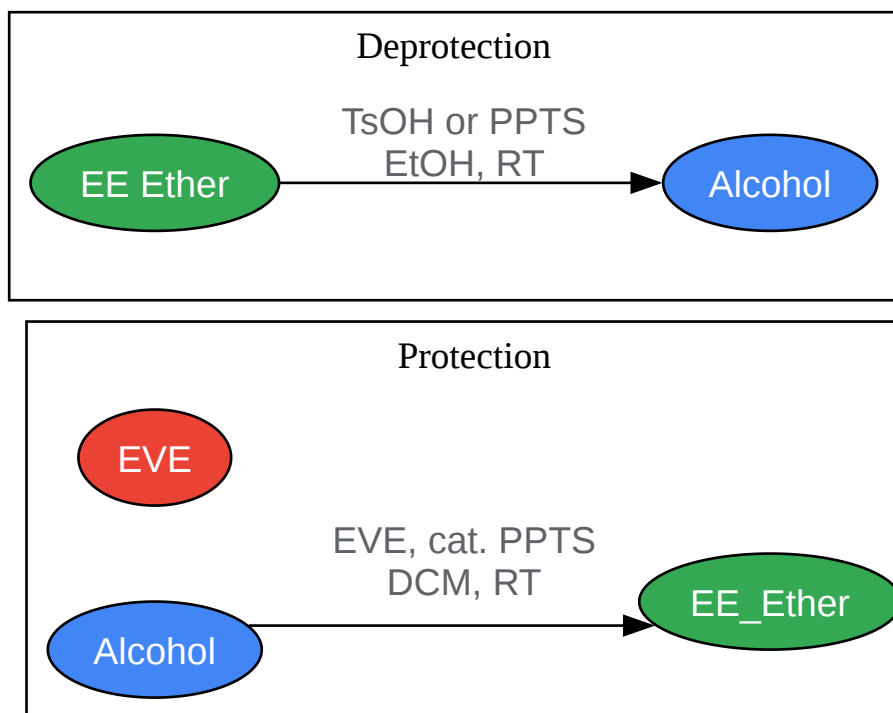 Deprotection
TsOH or PPTS
EtOH, RT
EE Ether
Alcohol
Protection
EVE
EVE, cat. PPTS
DCM, RT
EE_Ether
Alcohol